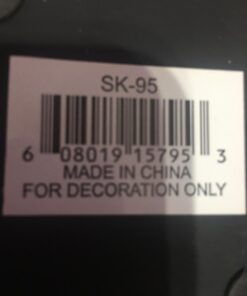 SK-95
6 08019 15795 3
MADE IN CHINA
FOR DECORATION ONLY